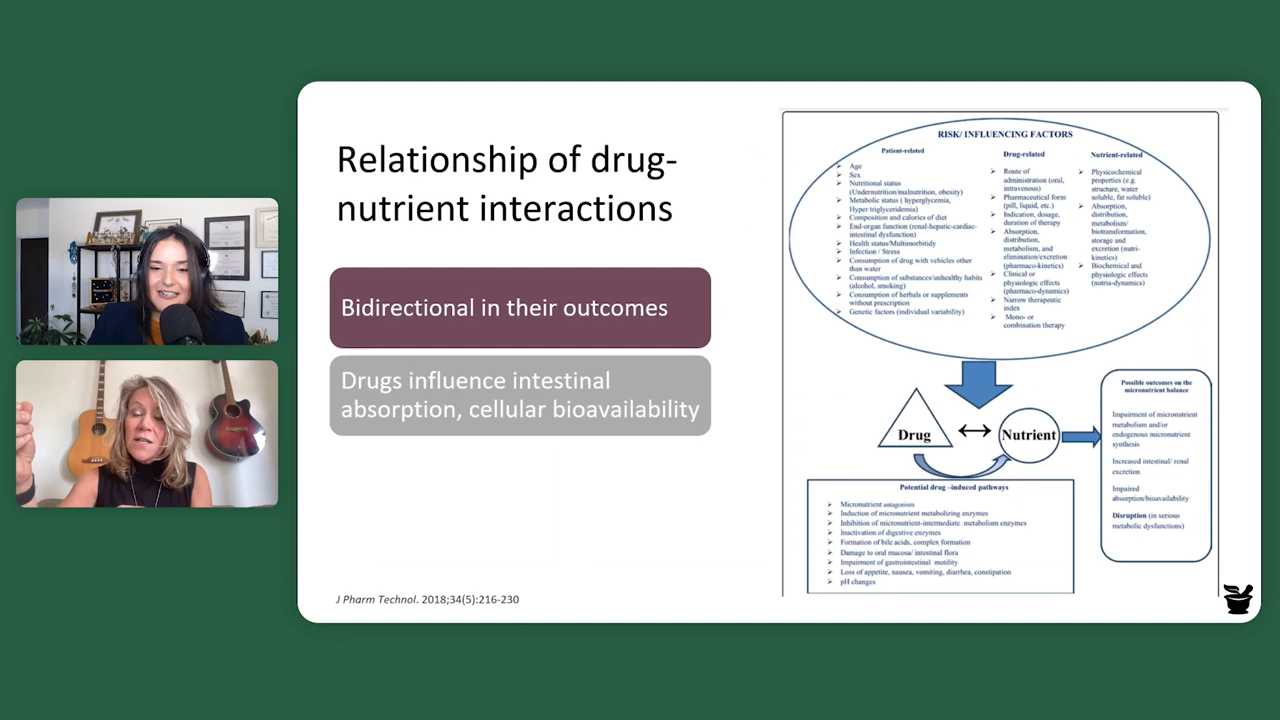 Relationship of drug-
nutrient interactions
Bidirectional in their outcomes
Drugs influence intestinal
absorption, cellular bioavailability
J Pharm Technol. 2018;34(5):216-230
RISK/ INFLUENCING FACTORS
Patient-related
Age
Sex
Nutritional status
(Undernutrition/malnutrition, obesity)
Metabolic status ( hyperglycemia,
Hyper triglyceridemia)
Composition and calories of diet
End-organ function (renal-hepatic-cardiac-
intestinal dysfunction)
Health status/Multimorbitidy
Infection / Stress
Consumption of drug with vehicles other
than water
Consumption of substances/unhealthy habits
(alcohol, smoking)
Consumption of herbals or supplements
without prescription
Genetic factors (individual variability)
Drug-related
Route of
administration (oral,
intravenous)
Pharmaceutical form
(pill, liquid, etc.)
Indication, dosage,
duration of therapy
Absorption,
distribution,
metabolism, and
elimination/excretion
(pharmaco-kinetics)
Clinical or
physiologic effects
(pharmaco-dynamics)
Narrow therapeutic
index
Mono- or
combination therapy
Nutrient-related
Physicochemical
properties (e.g.
structure, water
soluble, fat soluble)
Absorption,
distribution,
metabolism/
biotransformation,
storage and
excretion (nutri-
kinetics)
Biochemical and
physiologic effects
(nutria-dynamics)
Drug
Nutrient
Possible outcomes on the
micronutrient balance
Impairment of micronutrient
metabolism and/or
endogenous micronutrient
synthesis
Increased intestinal/ renal
excretion
Impaired
absorption/bioavailability
Disruption (in serious
metabolic dysfunctions)
Potential drug –induced pathways
Micronutrient antagonism
Induction of micronutrient metabolizing enzymes
Inhibition of micronutrient-intermediate metabolism enzymes
Inactivation of digestive enzymes
Formation of bile acids, complex formation
Damage to oral mucosa/ intestinal flora
Impairment of gastrointestinal motility
Loss of appetite, nausea, vomiting, diarrhea, constipation
pH changes